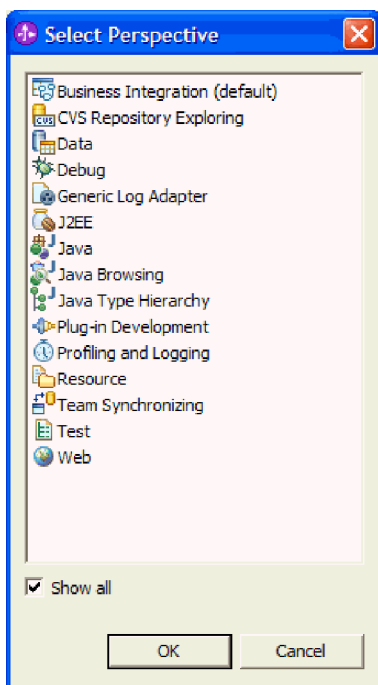 Select Perspective
Business Integration (default)
CVS Repository Exploring
Data
Debug
Generic Log Adapter
J2EE
Java
Java Browsing
Java Type Hierarchy
Plug-in Development
Profiling and Logging
Resource
Team Synchronizing
Test
Web
Show all
OK
Cancel